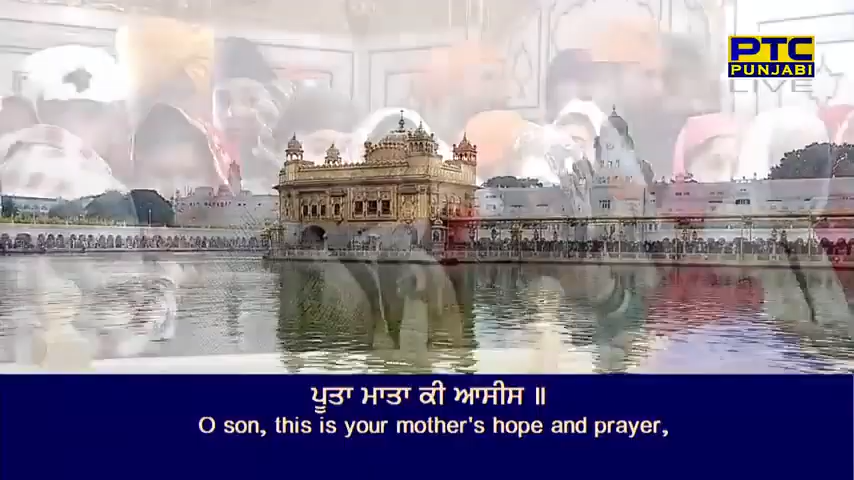 PTC
PUNJABI
LIVE
ਪੂਤਾ ਮਾਤਾ ਕੀ ਆਸੀਸ ॥
O son, this is your mother's hope and prayer,